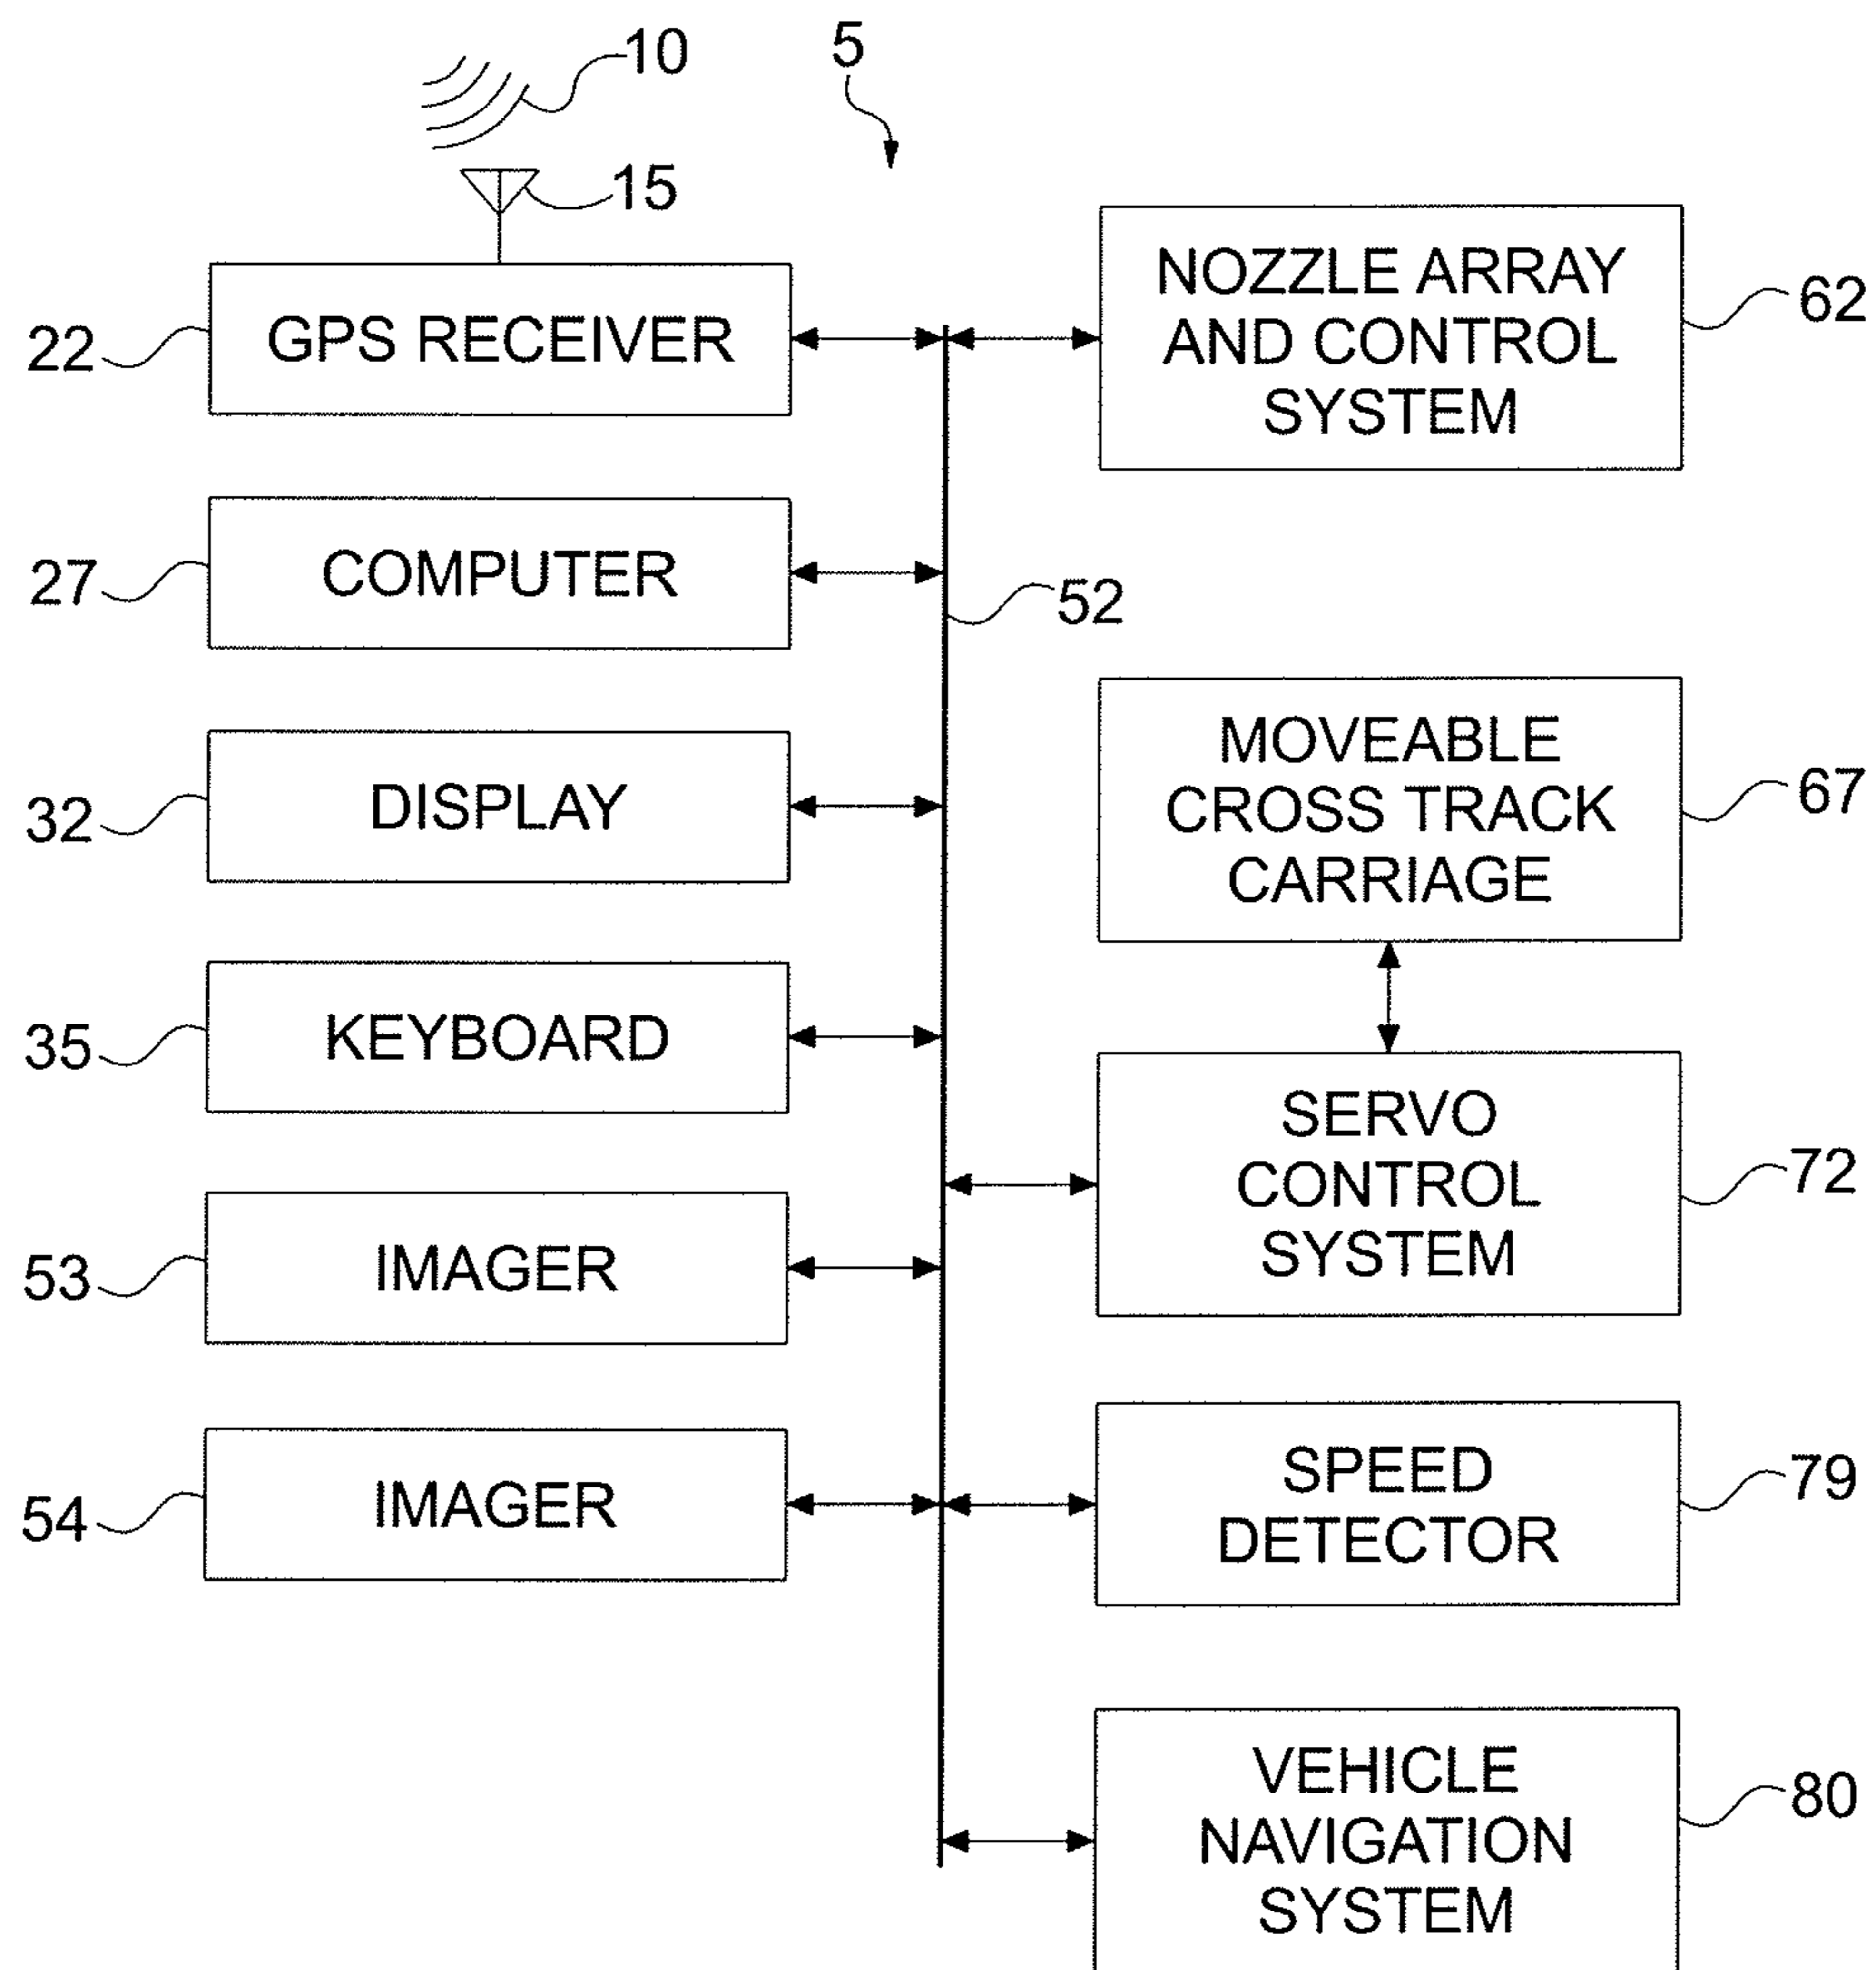 10
5
15
22
GPS RECEIVER
NOZZLE ARRAY
AND CONTROL
SYSTEM
62
27
COMPUTER
52
32
DISPLAY
MOVEABLE
CROSS TRACK
CARRIAGE
67
35
KEYBOARD
SERVO
CONTROL
SYSTEM
72
53
IMAGER
54
IMAGER
SPEED
DETECTOR
79
VEHICLE
NAVIGATION
SYSTEM
80